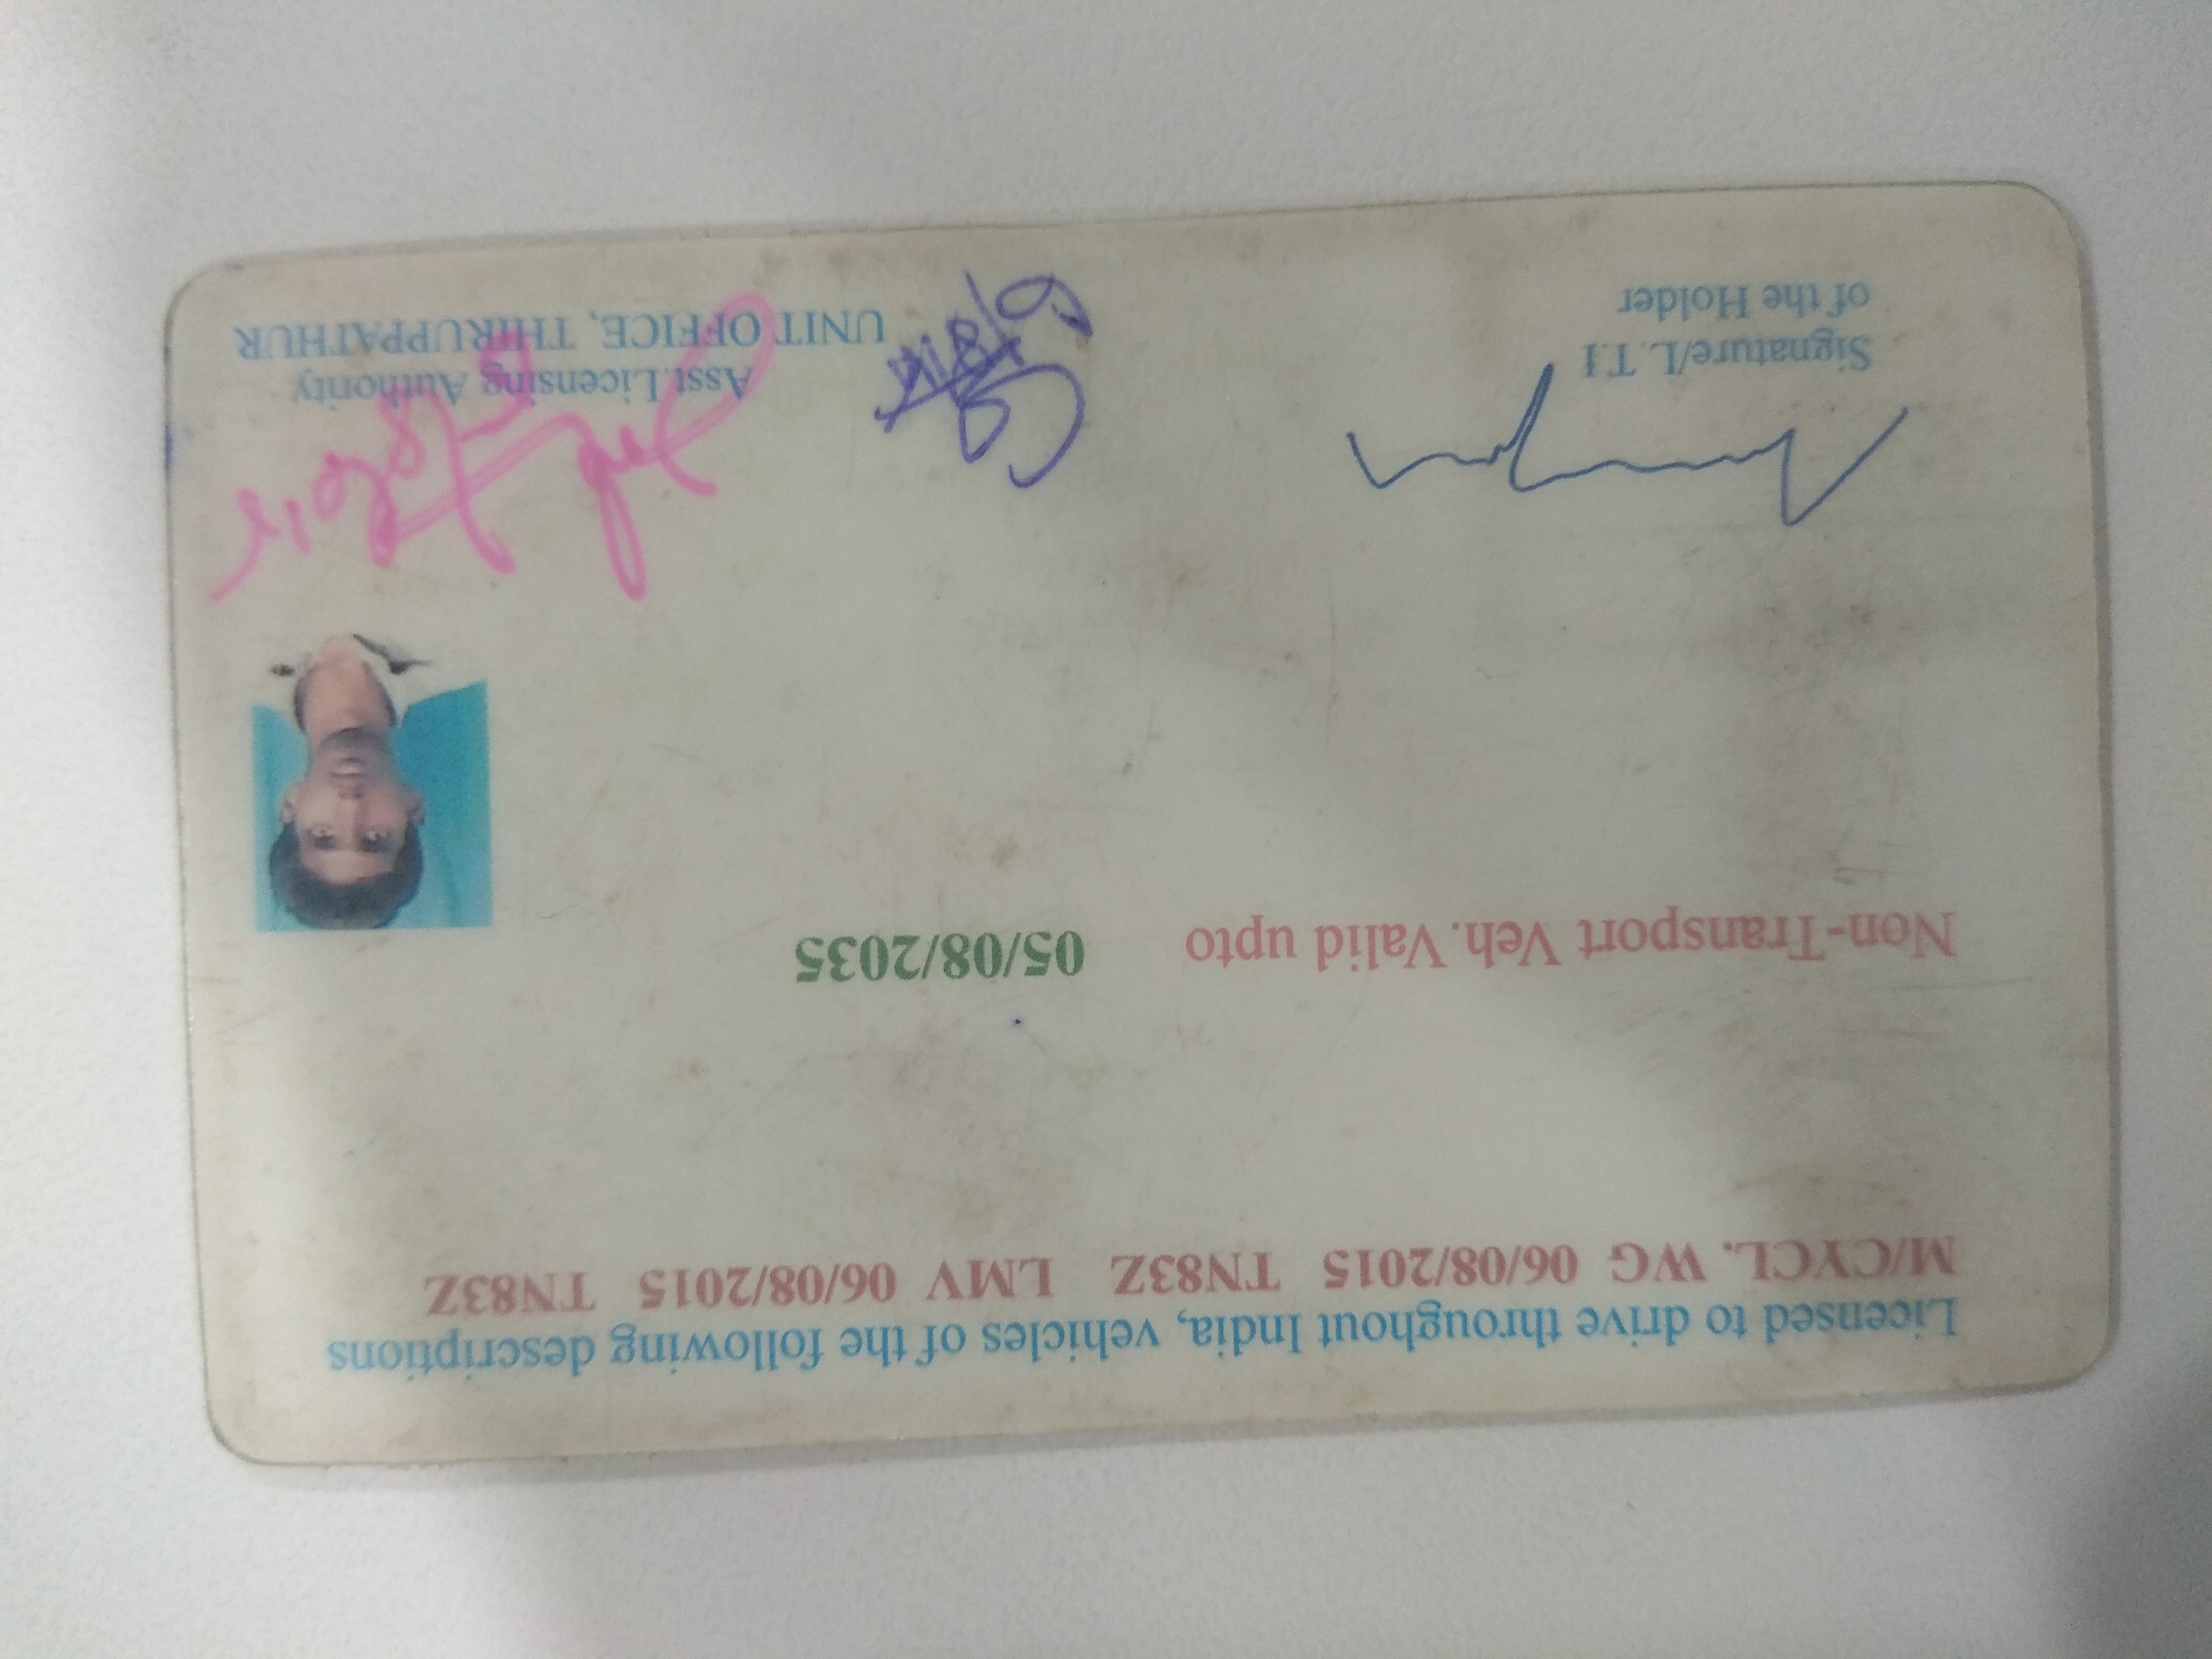 Licensed to drive throughout India, vehicles of the following descriptions
M/CYCL. WG 06/08/2015 TN83Z LMV 06/08/2015 TN83Z
Non-Transport Veh. Valid upto 05/08/2035
Signature/L.T.I
of the Holder
Asst.Licensing Authority
UNIT OFFICE, THIRUPPATHUR